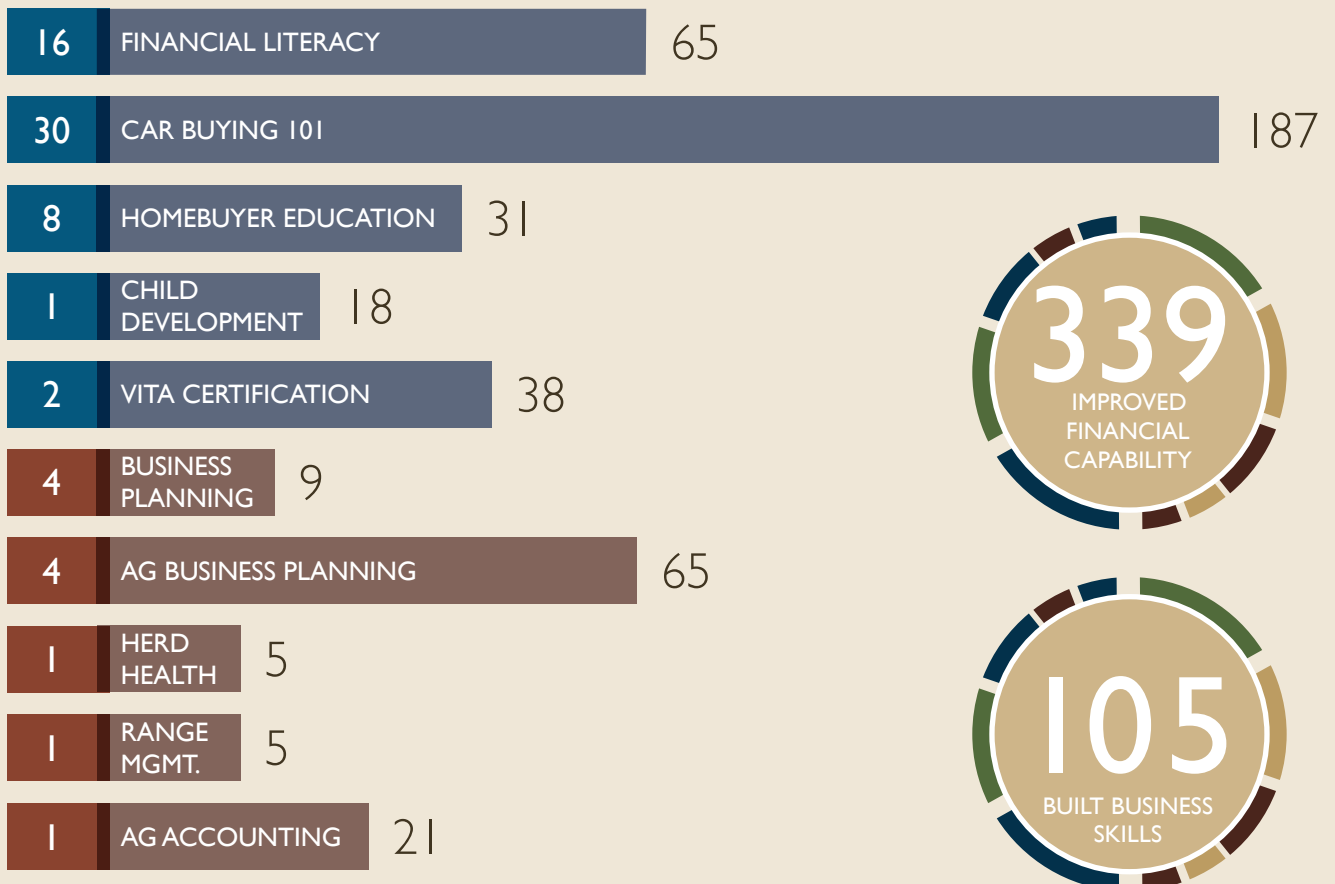 16 FINANCIAL LITERACY 65
30 CAR BUYING 101 187
8 HOMEBUYER EDUCATION 31
1 CHILD
DEVELOPMENT 18
2 VITA CERTIFICATION 38
4 BUSINESS
PLANNING 9
4 AG BUSINESS PLANNING 65
1 HERD
HEALTH 5
1 RANGE
MGMT. 5
1 AG ACCOUNTING 21
339
IMPROVED
FINANCIAL
CAPABILITY
105
BUILT BUSINESS
SKILLS